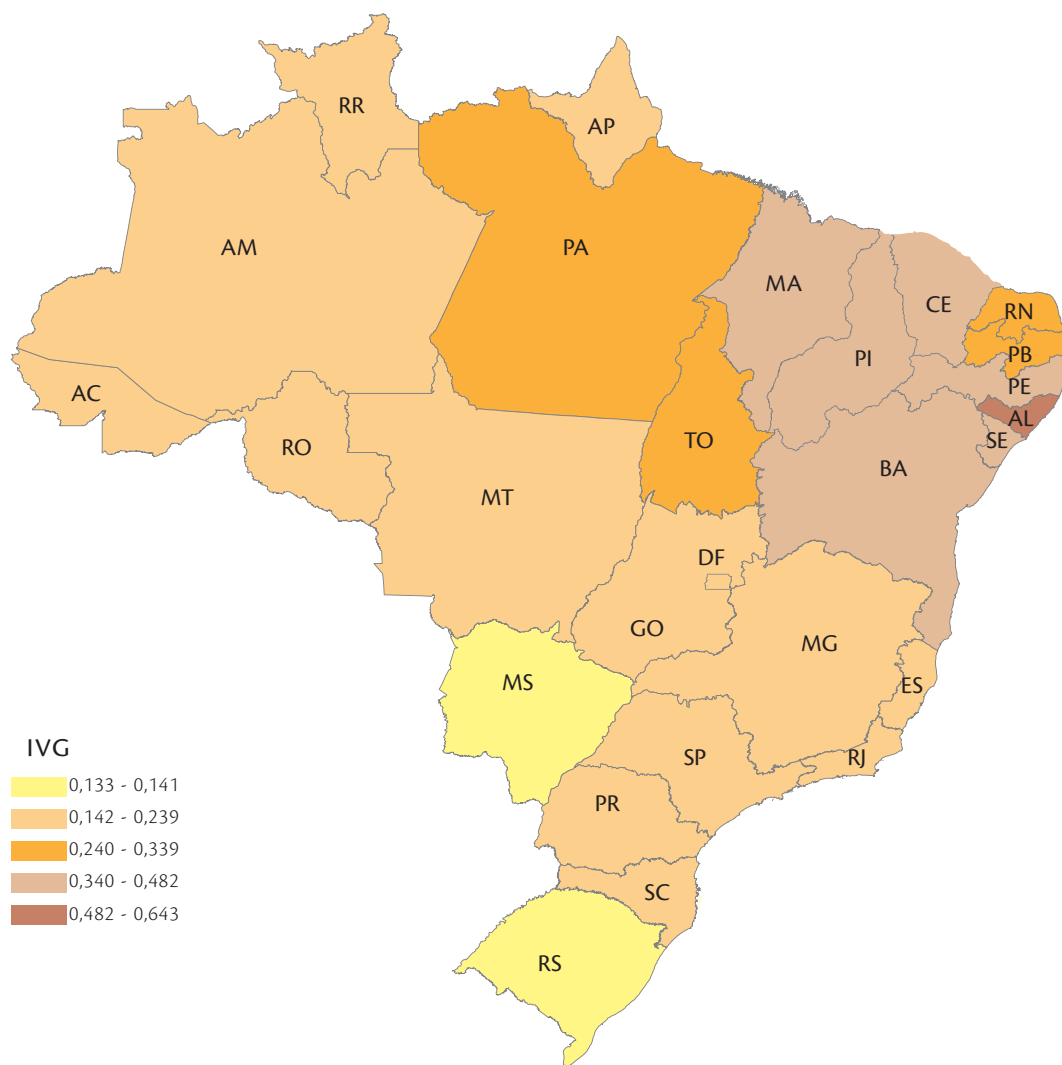 RR
AP
AM
PA
MA
CE
RN
PI
PB
PE
AC
AL
TO
SE
RO
BA
MT
DF
GO
MG
MS
ES
IVG
SP
RJ
0,133 - 0,141
PR
0,142 - 0,239
0,240 - 0,339
0,340 - 0,482
SC
0,482 - 0,643
RS